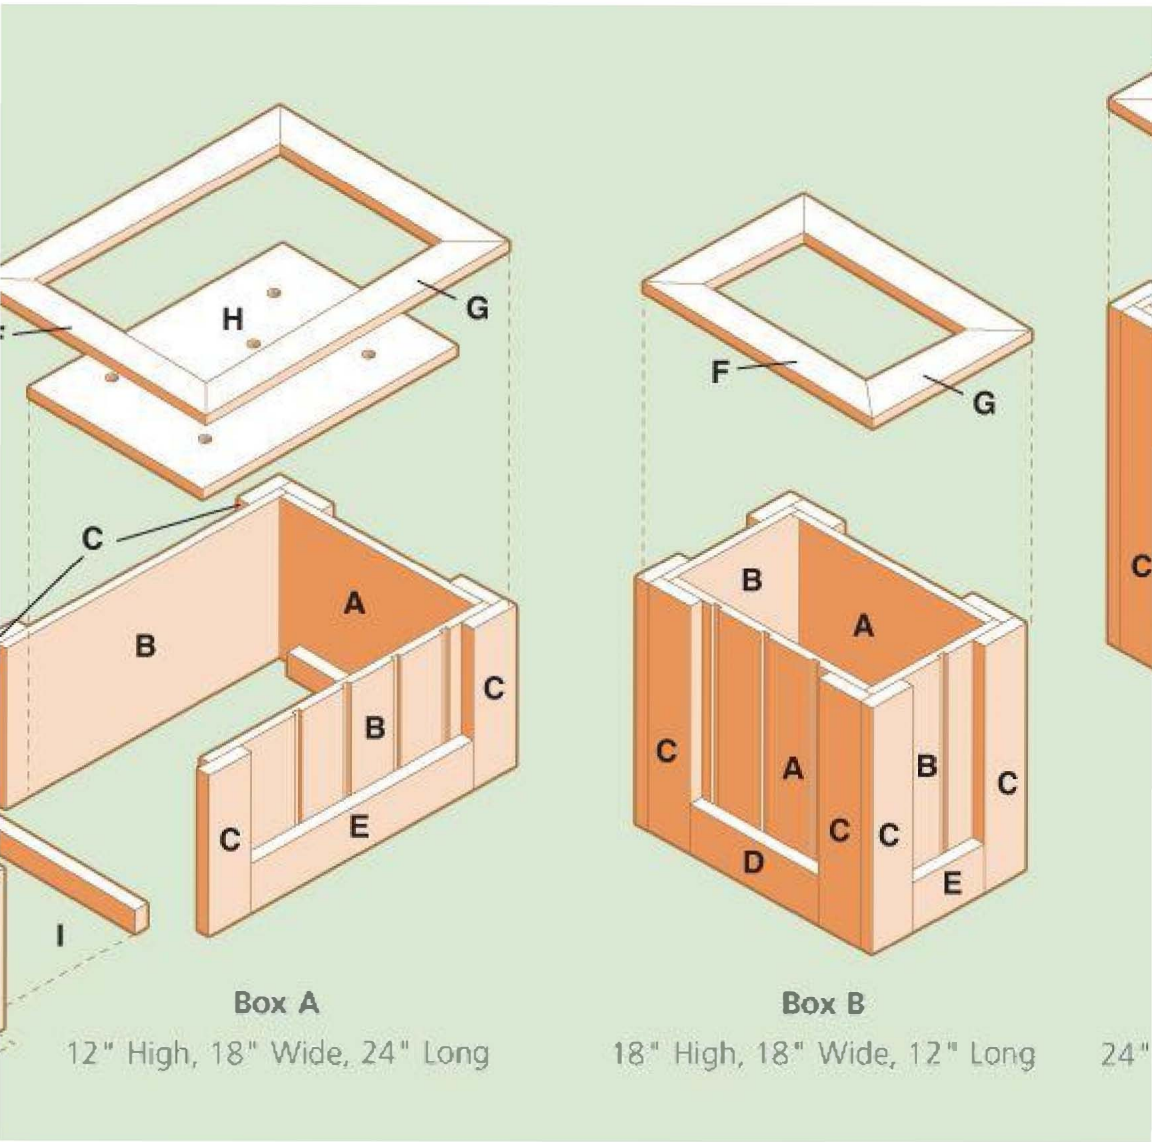 H
G
F
G
C
A
B
C
B
C
E
I
B
A
C
A
B
C
C
C
D
E
C
Box A
Box B
12" High, 18" Wide, 24" Long
18" High, 18" Wide, 12" Long
24"